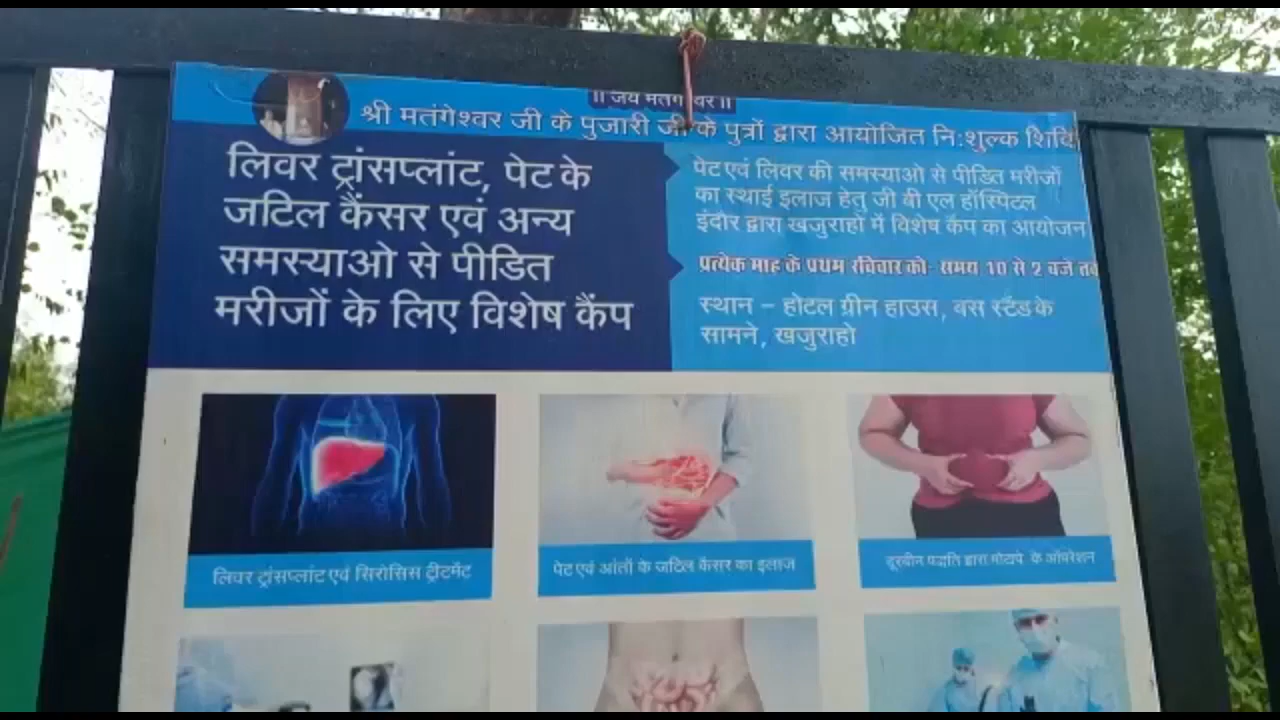 ॥ जय मतंगेश्वर ॥
श्री मतंगेश्वर जी के पुजारी जी के पुत्रों द्वारा आयोजित नि:शुल्क शिवि
लिवर ट्रांसप्लांट, पेट के
जटिल कैंसर एवं अन्य
समस्याओ से पीडित
मरीजों के लिए विशेष कैंप
पेट एवं लिवर की समस्याओ से पीडित मरीजों
का स्थाई इलाज हेतु जी बी एल हॉस्पिटल
इंदौर द्वारा खजुराहो में विशेष कैंप का आयोजन
प्रत्येक माह के प्रथम रविवार को- समय 10 से 2 बजे तक
स्थान – होटल ग्रीन हाउस, बस स्टैंड के
सामने, खजुराहो
लिवर ट्रांसप्लांट एवं सिरोसिस ट्रीटमेंट
पेट एवं आंतों के जटिल कैंसर का इलाज
दूरबीन पद्धति द्वारा मोटापे के ऑपरेशन